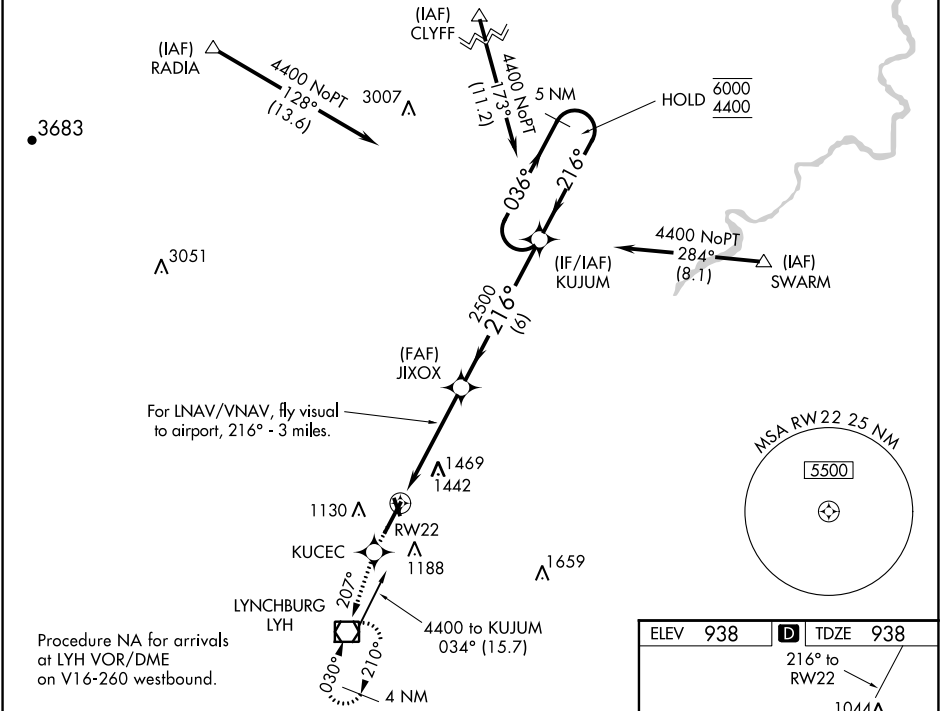 (IAF)
CLYFF
(IAF)
RADIA
4400 NoPT
128°
(13.6)
3007
4400 NoPT
173°
(11.2)
5 NM
HOLD
6000
4400
3683
036°
216°
3051
4400 NoPT
284°
(8.1)
(IAF)
SWARM
(IF/IAF)
KUJUM
2500
216°
(6)
(FAF)
JIXOX
For LNAV/VNAV, fly visual
to airport, 216° - 3 miles.
MSA RW22 25 NM
5500
1469
1442
1130
RW22
KUCEC
1188
1659
207°
LYNCHBURG
LYH
4400 to KUJUM
034° (15.7)
030°
210°
4 NM
Procedure NA for arrivals
at LYH VOR/DME
on V16-260 westbound.
ELEV 938
D
TDZE 938
216° to
RW22
1044